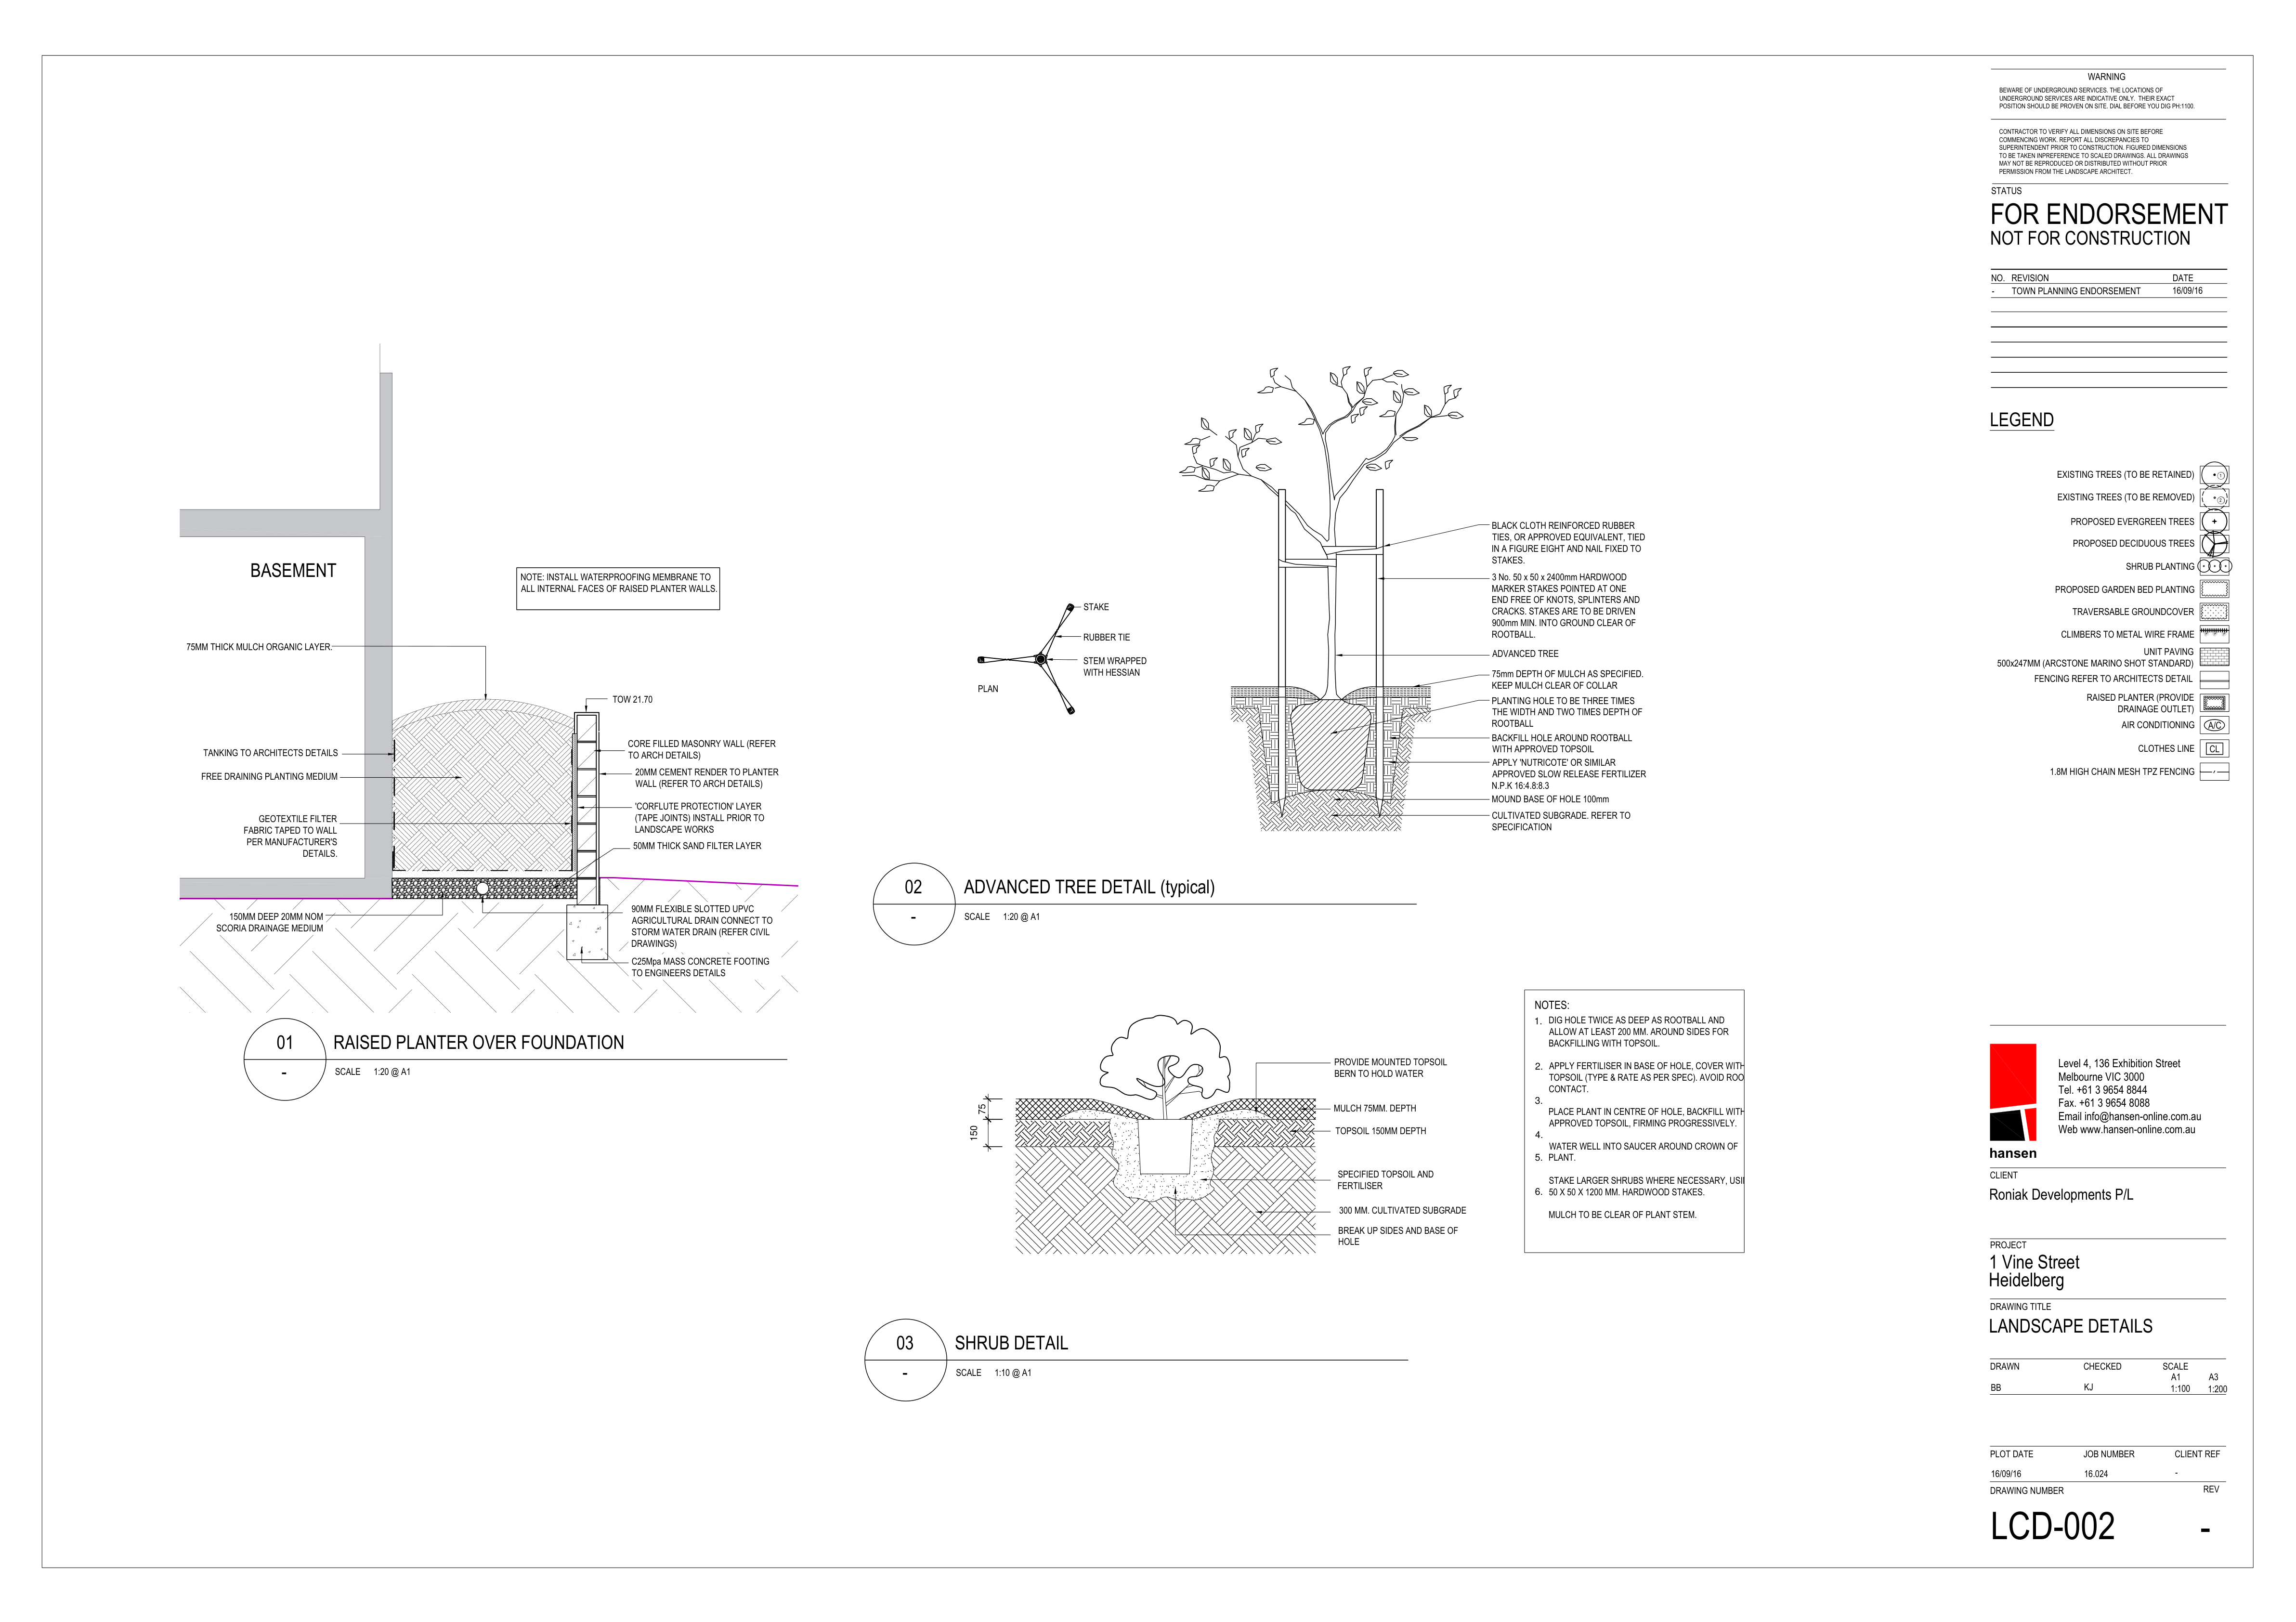 BASEMENT
NOTE: INSTALL WATERPROOFING MEMBRANE TO
ALL INTERNAL FACES OF RAISED PLANTER WALLS.
75MM THICK MULCH ORGANIC LAYER.
TOW 21.70
TANKING TO ARCHITECTS DETAILS
FREE DRAINING PLANTING MEDIUM
GEOTEXTILE FILTER
FABRIC TAPED TO WALL
PER MANUFACTURER'S
DETAILS.
CORE FILLED MASONRY WALL (REFER
TO ARCH DETAILS)
20MM CEMENT RENDER TO PLANTER
WALL (REFER TO ARCH DETAILS)
'CORFLUTE PROTECTION' LAYER
(TAPE JOINTS) INSTALL PRIOR TO
LANDSCAPE WORKS
50MM THICK SAND FILTER LAYER
150MM DEEP 20MM NOM
SCORIA DRAINAGE MEDIUM
90MM FLEXIBLE SLOTTED UPVC
AGRICULTURAL DRAIN CONNECT TO
STORM WATER DRAIN (REFER CIVIL
DRAWINGS)
C25Mpa MASS CONCRETE FOOTING
TO ENGINEERS DETAILS
01
-
RAISED PLANTER OVER FOUNDATION
SCALE 1:20 @ A1
STAKE
RUBBER TIE
STEM WRAPPED
WITH HESSIAN
PLAN
BLACK CLOTH REINFORCED RUBBER
TIES, OR APPROVED EQUIVALENT, TIED
IN A FIGURE EIGHT AND NAIL FIXED TO
STAKES.
3 No. 50 x 50 x 2400mm HARDWOOD
MARKER STAKES POINTED AT ONE
END FREE OF KNOTS, SPLINTERS AND
CRACKS. STAKES ARE TO BE DRIVEN
900mm MIN. INTO GROUND CLEAR OF
ROOTBALL.
ADVANCED TREE
75mm DEPTH OF MULCH AS SPECIFIED.
KEEP MULCH CLEAR OF COLLAR
PLANTING HOLE TO BE THREE TIMES
THE WIDTH AND TWO TIMES DEPTH OF
ROOTBALL
BACKFILL HOLE AROUND ROOTBALL
WITH APPROVED TOPSOIL
APPLY 'NUTRICOTE' OR SIMILAR
APPROVED SLOW RELEASE FERTILIZER
N.P.K 16:4.8:8.3
MOUND BASE OF HOLE 100mm
CULTIVATED SUBGRADE. REFER TO
SPECIFICATION
02
-
ADVANCED TREE DETAIL (typical)
SCALE 1:20 @ A1
75
150
PROVIDE MOUNTED TOPSOIL
BERN TO HOLD WATER
MULCH 75MM. DEPTH
TOPSOIL 150MM DEPTH
SPECIFIED TOPSOIL AND
FERTILISER
300 MM. CULTIVATED SUBGRADE
BREAK UP SIDES AND BASE OF
HOLE
03
-
SHRUB DETAIL
SCALE 1:10 @ A1
NOTES:
1. DIG HOLE TWICE AS DEEP AS ROOTBALL AND
ALLOW AT LEAST 200 MM. AROUND SIDES FOR
BACKFILLING WITH TOPSOIL.
2. APPLY FERTILISER IN BASE OF HOLE, COVER WITH
TOPSOIL (TYPE & RATE AS PER SPEC). AVOID ROO
CONTACT.
3.
PLACE PLANT IN CENTRE OF HOLE, BACKFILL WITH
APPROVED TOPSOIL, FIRMING PROGRESSIVELY.
4.
WATER WELL INTO SAUCER AROUND CROWN OF
5. PLANT.
STAKE LARGER SHRUBS WHERE NECESSARY, USI
6. 50 X 50 X 1200 MM. HARDWOOD STAKES.
MULCH TO BE CLEAR OF PLANT STEM.
WARNING
BEWARE OF UNDERGROUND SERVICES. THE LOCATIONS OF
UNDERGROUND SERVICES ARE INDICATIVE ONLY. THEIR EXACT
POSITION SHOULD BE PROVEN ON SITE. DIAL BEFORE YOU DIG PH:1100.
CONTRACTOR TO VERIFY ALL DIMENSIONS ON SITE BEFORE
COMMENCING WORK. REPORT ALL DISCREPANCIES TO
SUPERINTENDENT PRIOR TO CONSTRUCTION. FIGURED DIMENSIONS
TO BE TAKEN INPREFERENCE TO SCALED DRAWINGS. ALL DRAWINGS
MAY NOT BE REPRODUCED OR DISTRIBUTED WITHOUT PRIOR
PERMISSION FROM THE LANDSCAPE ARCHITECT.
STATUS
FOR ENDORSEMENT
NOT FOR CONSTRUCTION
NO. REVISION DATE
- TOWN PLANNING ENDORSEMENT 16/09/16
LEGEND
EXISTING TREES (TO BE RETAINED)
EXISTING TREES (TO BE REMOVED)
PROPOSED EVERGREEN TREES
PROPOSED DECIDUOUS TREES
SHRUB PLANTING
PROPOSED GARDEN BED PLANTING
TRAVERSABLE GROUNDCOVER
CLIMBERS TO METAL WIRE FRAME
UNIT PAVING
500x247MM (ARCSTONE MARINO SHOT STANDARD)
FENCING REFER TO ARCHITECTS DETAIL
RAISED PLANTER (PROVIDE
DRAINAGE OUTLET)
AIR CONDITIONING A/C
CLOTHES LINE CL
1.8M HIGH CHAIN MESH TPZ FENCING
hansen
Level 4, 136 Exhibition Street
Melbourne VIC 3000
Tel. +61 3 9654 8844
Fax. +61 3 9654 8088
Email info@hansen-online.com.au
Web www.hansen-online.com.au
CLIENT
Roniak Developments P/L
PROJECT
1 Vine Street
Heidelberg
DRAWING TITLE
LANDSCAPE DETAILS
DRAWN CHECKED SCALE
A1 A3
BB KJ 1:100 1:200
PLOT DATE JOB NUMBER CLIENT REF
16/09/16 16.024 -
DRAWING NUMBER REV
LCD-002 -